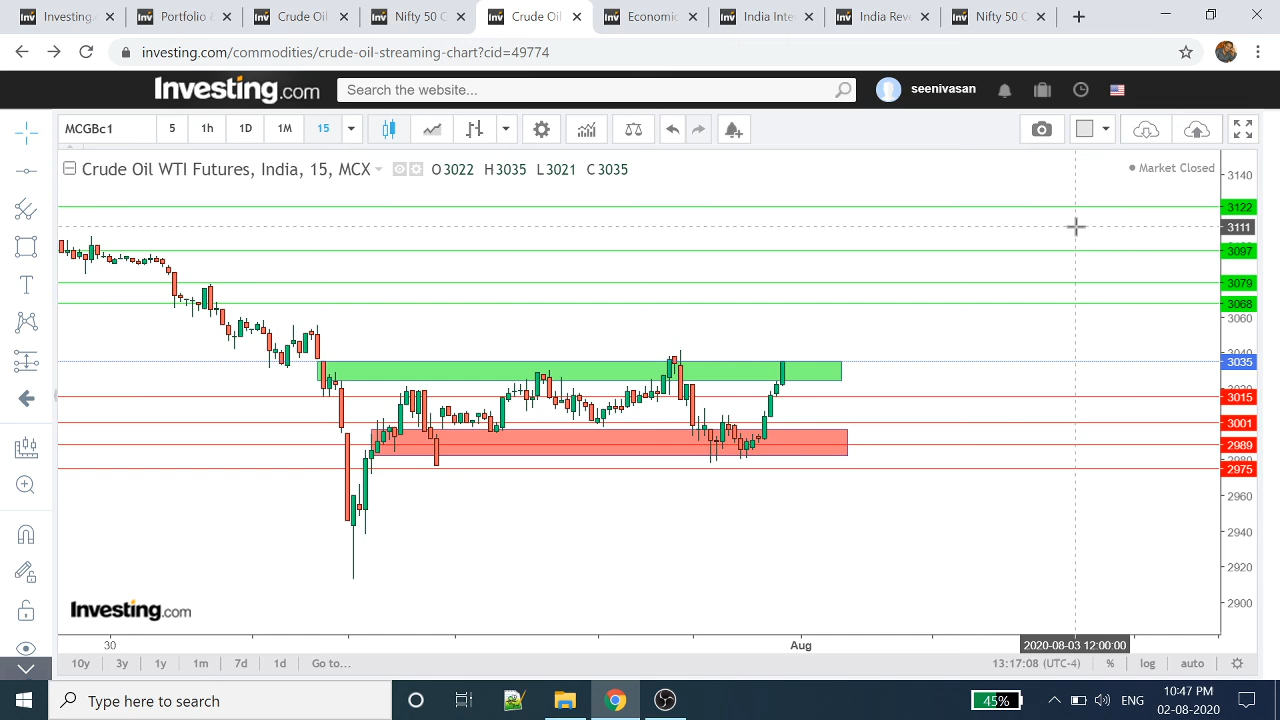 Investing
Portfolio &
Crude Oil
Nifty 50 C
Crude Oil
Economic
India Inte
India Reve
Nifty 50 C
investing.com/commodities/crude-oil-streaming-chart?cid=49774
Investing.com
Search the website...
seenivasan
MCGBc1
5
1h
1D
1M
15
Crude Oil WTI Futures, India, 15, MCX
O3022 H3035 L3021 C3035
Market Closed
3140
3122
3111
3097
3079
3068
3060
3040
3035
3015
3001
2989
2975
2960
2940
2920
2900
Investing.com
30
Aug
2020-08-03 12:00:00
10y 3y 1y 1m 7d 1d Go to...
13:17:08 (UTC-4) % log auto
Type here to search
45%
ENG
10:47 PM
02-08-2020